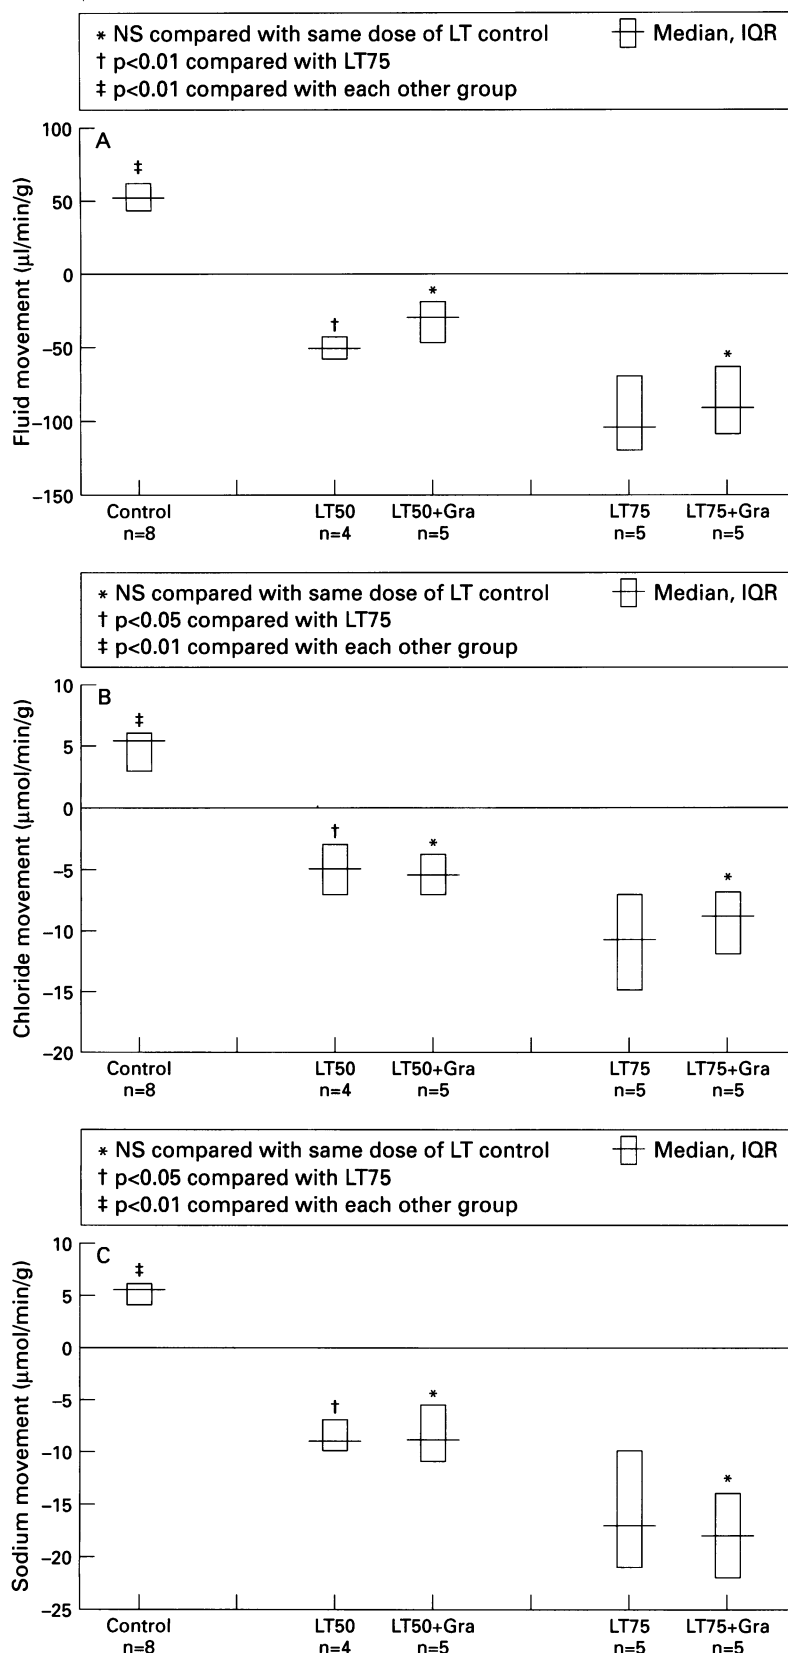 * NS compared with same dose of LT control
Median, IQR
† p<0.01 compared with LT75
‡ p<0.01 compared with each other group
A
Fluid movement (μl/min/g)
100
50
0
–50
–100
–150
‡
†
*
*
Control LT50 LT50+Gra LT75 LT75+Gra
n=8 n=4 n=5 n=5 n=5
* NS compared with same dose of LT control
Median, IQR
† p<0.05 compared with LT75
‡ p<0.01 compared with each other group
B
Chloride movement (μmol/min/g)
10
5
0
–5
–10
–15
–20
‡
†
*
*
Control LT50 LT50+Gra LT75 LT75+Gra
n=8 n=4 n=5 n=5 n=5
* NS compared with same dose of LT control
Median, IQR
† p<0.05 compared with LT75
‡ p<0.01 compared with each other group
C
Sodium movement (μmol/min/g)
10
5
0
–5
–10
–15
–20
–25
‡
†
*
*
Control LT50 LT50+Gra LT75 LT75+Gra
n=8 n=4 n=5 n=5 n=5